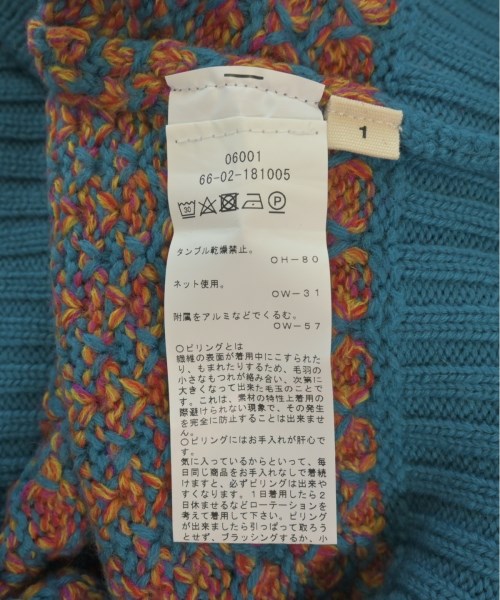 1
06001
66-02-181005
30
P
タンブル乾燥禁止。
OH-80
ネット使用。
OW-31
附属をアルミなどでくるむ。
OW-57
〇ピリングとは
繊維の表面が着用中にこすられた
り、もまれたりするため、毛羽の
小さなもつれが絡み合い、次第に
大きくなって出来た毛玉のことで
す。これは、素材の特性上着用の
際避けられない現象で、その発生
を完全に防止することは出来ませ
ん。
〇ピリングにはお手入れが肝心で
す。
気に入っているからといって、毎
日同じ商品をお手入れなしで着続
けますと、必ずピリングは出来や
すくなります。1日着用したら2
日休ませるなどローテーションを
考えて着用して下さい。ピリング
が出来ましたら引っぱって取ろう
とせず、ブラッシングするか、小